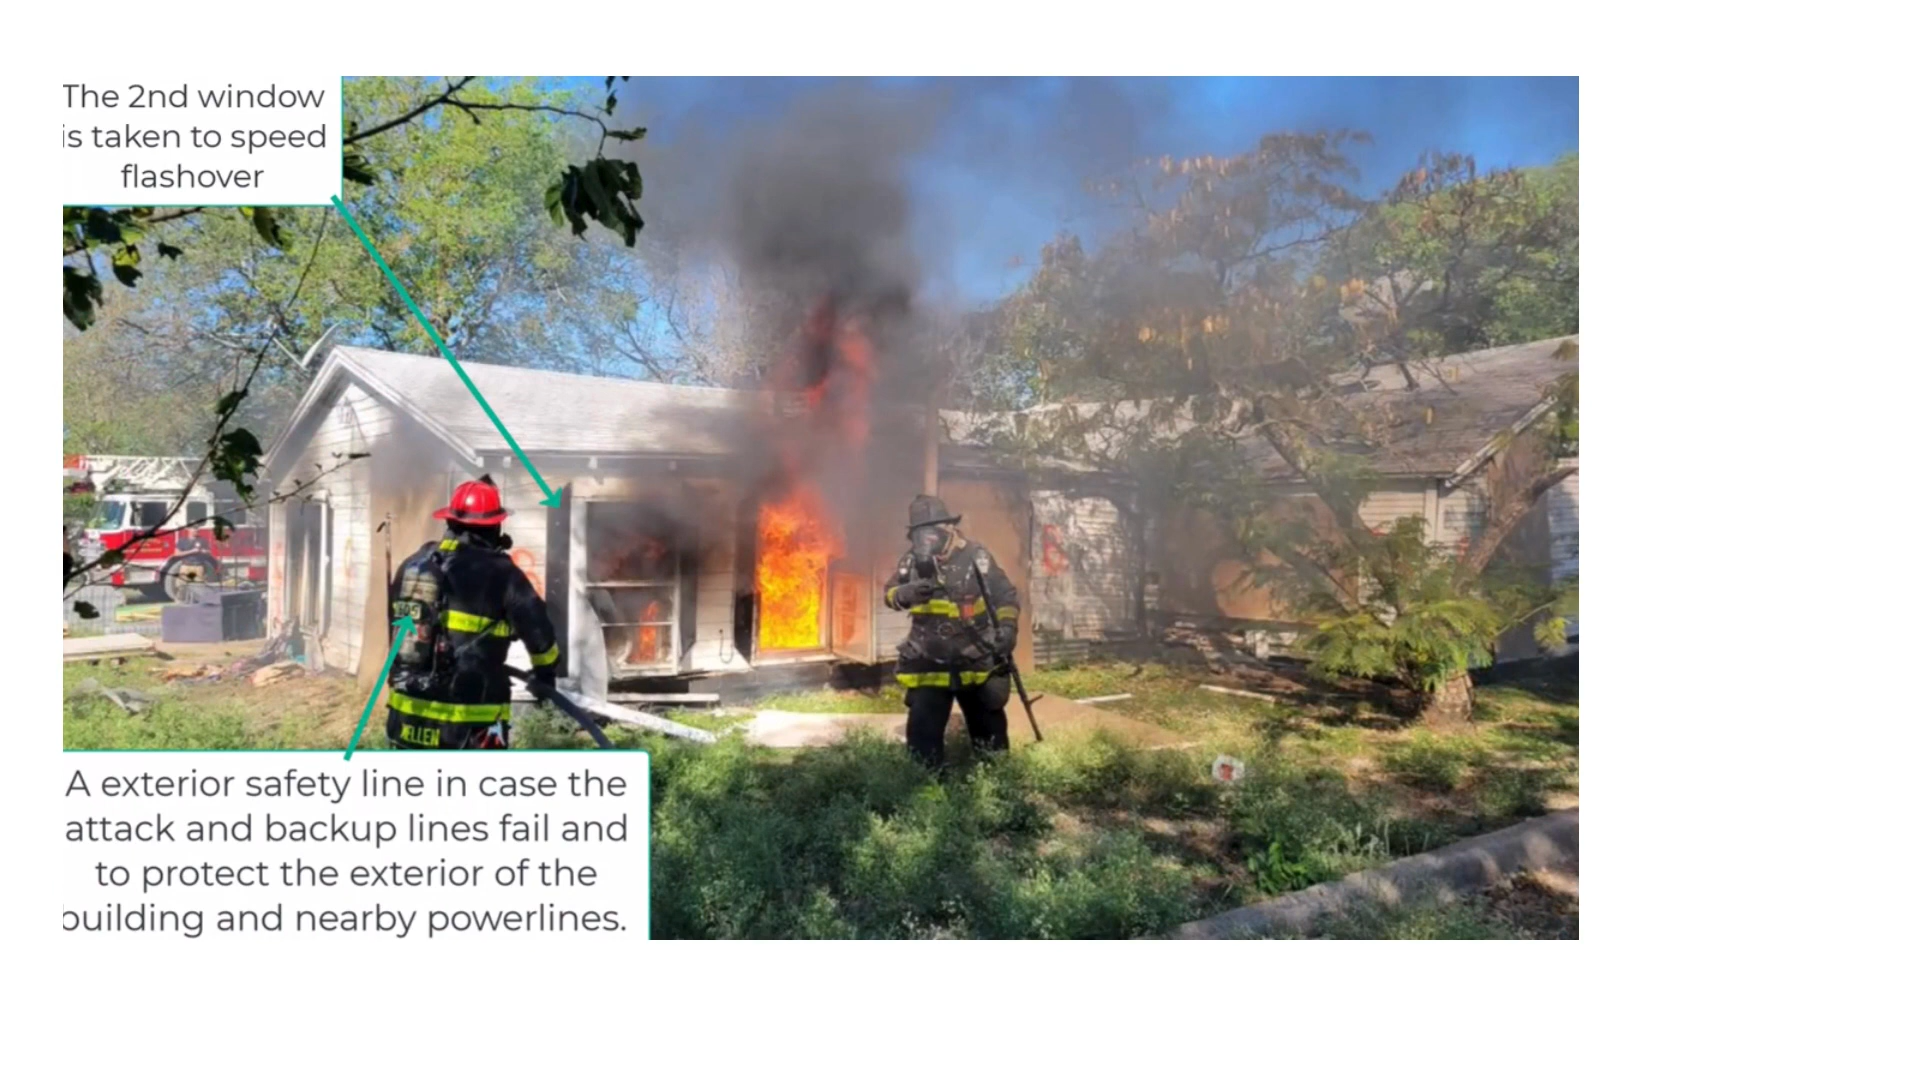 The 2nd window
is taken to speed
flashover
A exterior safety line in case the
attack and backup lines fail and
to protect the exterior of the
building and nearby powerlines.